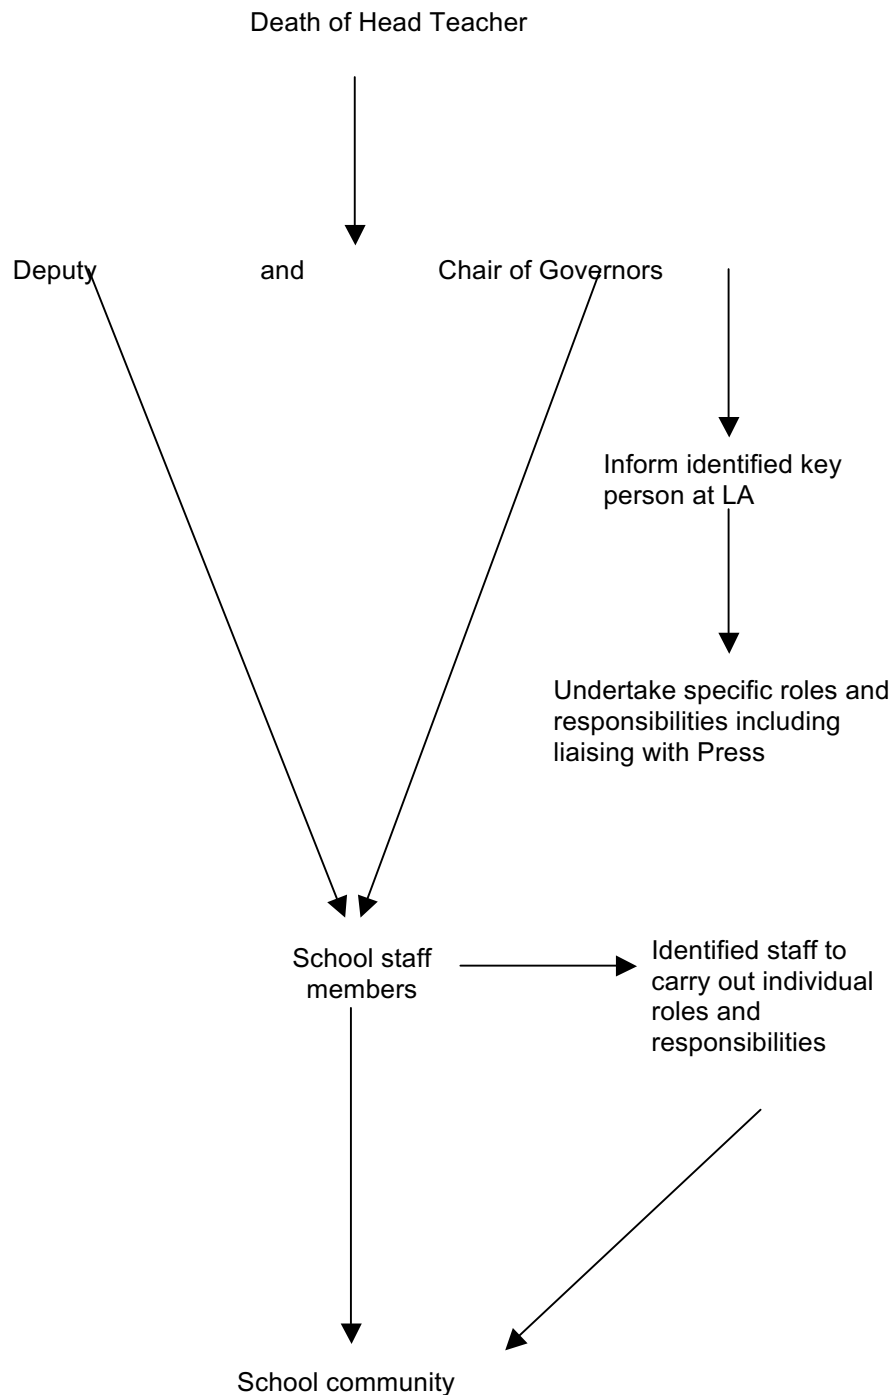 Death of Head Teacher
Deputy and Chair of Governors
Inform identified key
person at LA
Undertake specific roles and
responsibilities including
liaising with Press
School staff
members
Identified staff to
carry out individual
roles and
responsibilities
School community